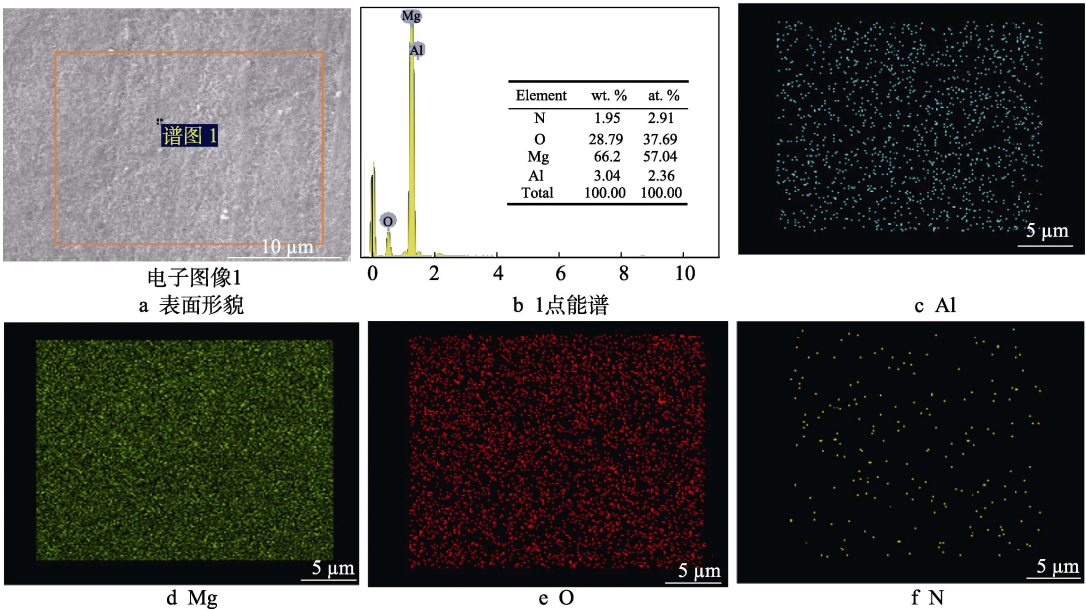 谱图 1
10 μm
电子图像1
a 表面形貌
Mg
Al
O
Element wt. % at. %
N 1.95 2.91
O 28.79 37.69
Mg 66.2 57.04
Al 3.04 2.36
Total 100.00 100.00
0 2 4 6 8 10
b 1点能谱
5 μm
c Al
5 μm
d Mg
5 μm
e O
5 μm
f N